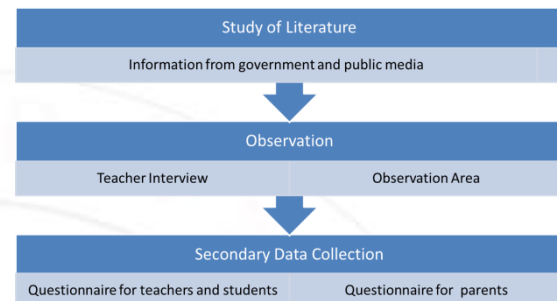 Study of Literature
Information from government and public media
Observation
Teacher Interview Observation Area
Secondary Data Collection
Questionnaire for teachers and students Questionnaire for parents